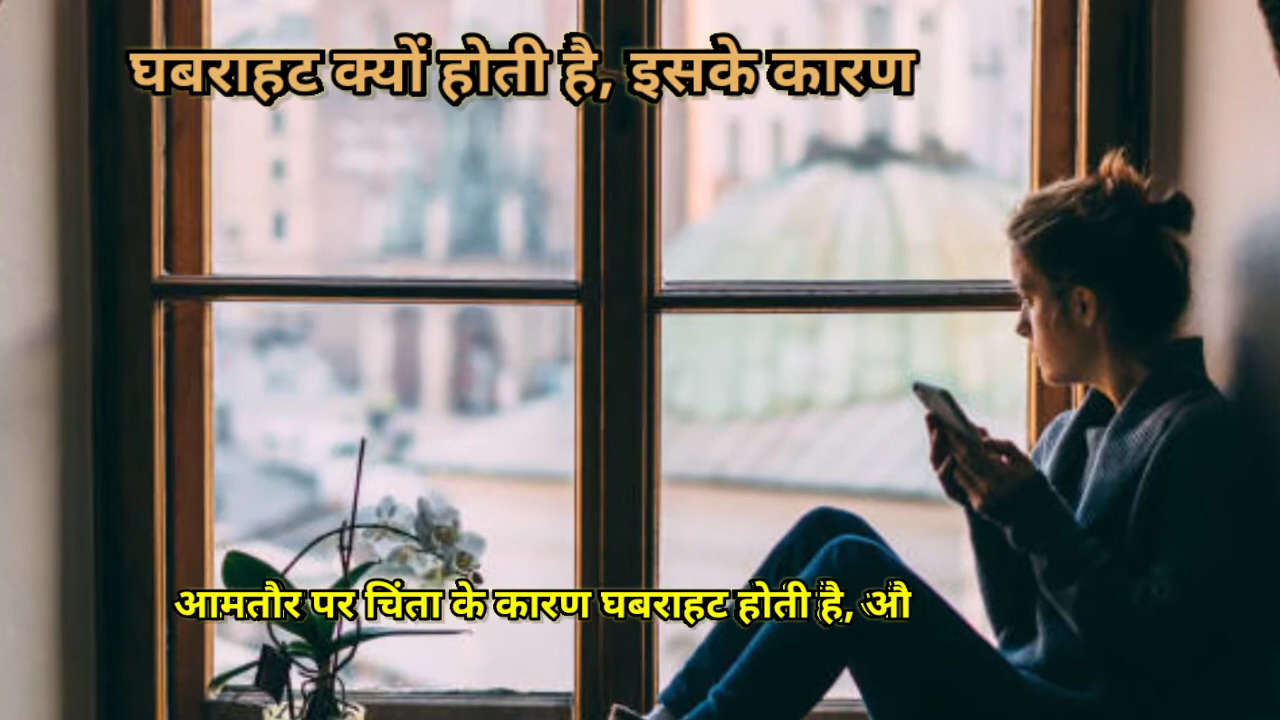 घबराहट क्यों होती है, इसके कारण
आमतौर पर चिंता के कारण घबराहट होती है, औ